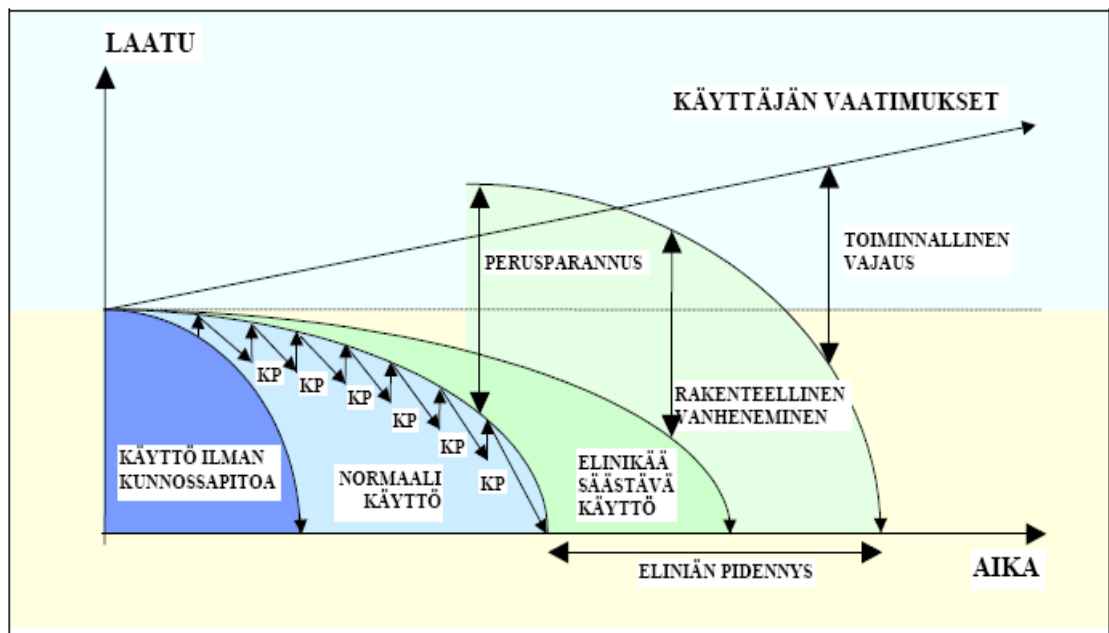 LAATU
KÄYTTÄJÄN VAATIMUKSET
PERUSPARANNUS
TOIMINNALLINEN
VAJAUS
KP
KP
KP
KP
KP
KP
RAKENTEELLINEN
VANHENEMINEN
KÄYTTÖ ILMAN
KUNNOSSAPITOA
NORMAALI
KÄYTTÖ
ELINIKÄÄ
SÄÄSTÄVÄ
KÄYTTÖ
ELINIÄN PIDENNYS
AIKA